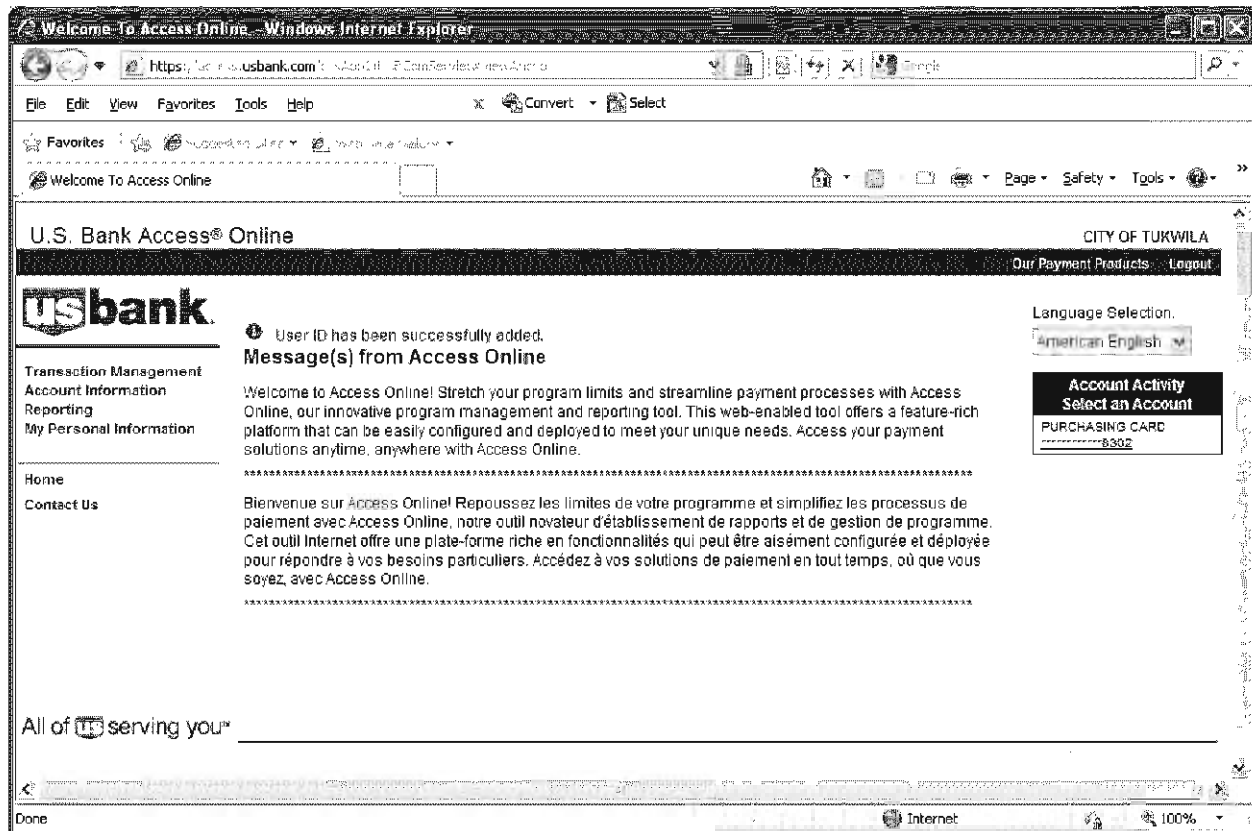 Welcome To Access Online - Windows Internet Explorer
https:/ usbank.com
Google
File Edit View Favorites Tools Help x Convert Select
Favorites
Welcome To Access Online
Page Safety Tools »
U.S. Bank Access® Online
CITY OF TUKWILA
Our Payment Products Logout
usbank.
Transaction Management
Account Information
Reporting
My Personal Information
Home
Contact Us
User ID has been successfully added.
Message(s) from Access Online
Welcome to Access Online! Stretch your program limits and streamline payment processes with Access
Online, our innovative program management and reporting tool. This web-enabled tool offers a feature-rich
platform that can be easily configured and deployed to meet your unique needs. Access your payment
solutions anytime, anywhere with Access Online.
Bienvenue sur Access Online! Repoussez les limites de votre programme et simplifiez les processus de
paiement avec Access Online, notre outil novateur d'établissement de rapports et de gestion de programme.
Cet outil Internet offre une plate-forme riche en fonctionnalités qui peut être aisément configurée et déployée
pour répondre à vos besoins particuliers. Accédez à vos solutions de paiement en tout temps, où que vous
soyez, avec Access Online.
Language Selection.
American English
Account Activity
Select an Account
PURCHASING CARD
************8302
All of us serving you℠
Done
Internet
100%